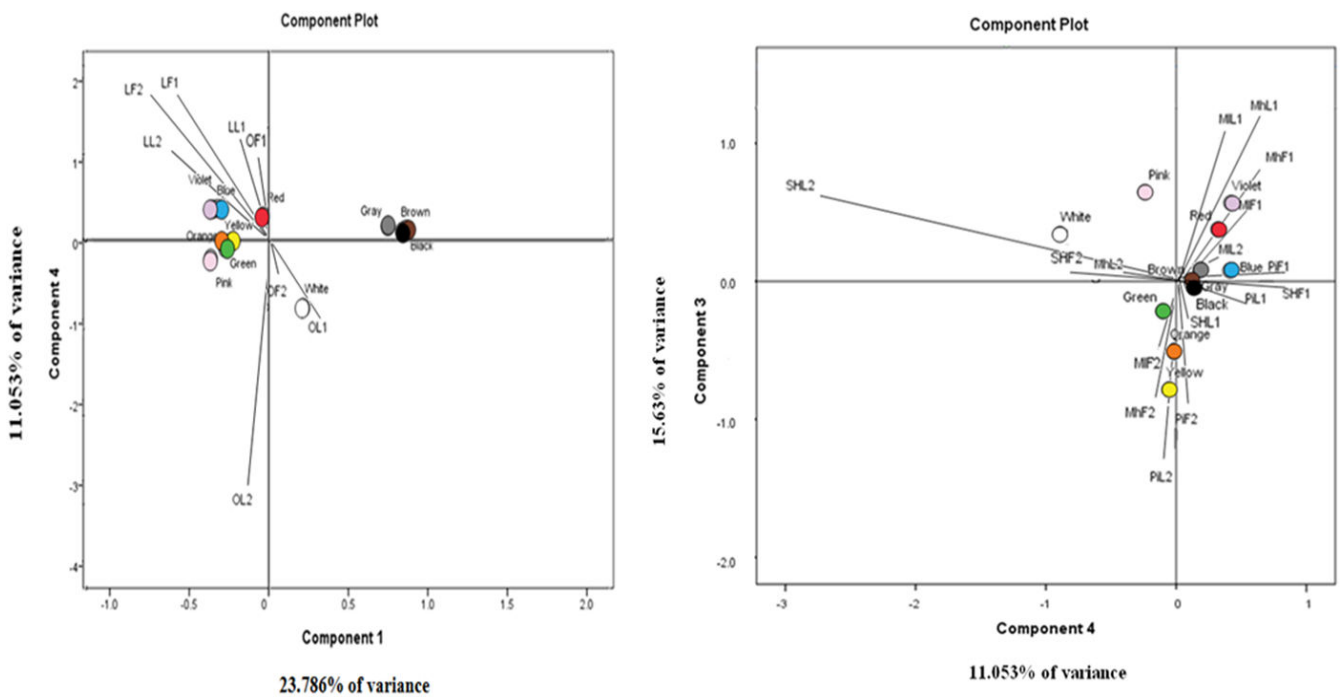 Component Plot
2
1
0
-1
-2
-3
-4
LF2
LF1
LL2
LL1
OF1
Violet
Blue
Red
Orange
Yellow
Green
Pink
Gray
Brown
Black
OF2
White
OL1
OL2
-1.0
-0.5
0
0.5
1.0
1.5
2.0
Component 4
11.053% of variance
Component 1
23.786% of variance
Component Plot
1.0
0.0
-1.0
-2.0
SHL2
Pink
White
SHF2
MhL2
MlL1
MhL1
MhF1
Violet
MlF1
Red
MlL2
Brown
Blue
PiF1
Gray
Black
PiL1
SHF1
Green
SHL1
Orange
MlF2
Yellow
MhF2
PiF2
PiL2
-3
-2
-1
0
1
Component 3
15.63% of variance
Component 4
11.053% of variance